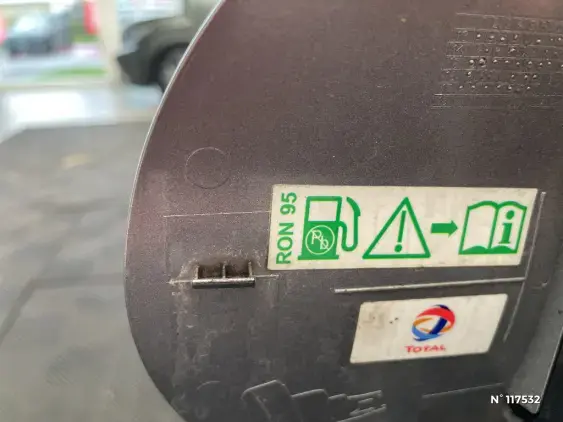 RON 95
Pb
i
TOTAL
N° 117532